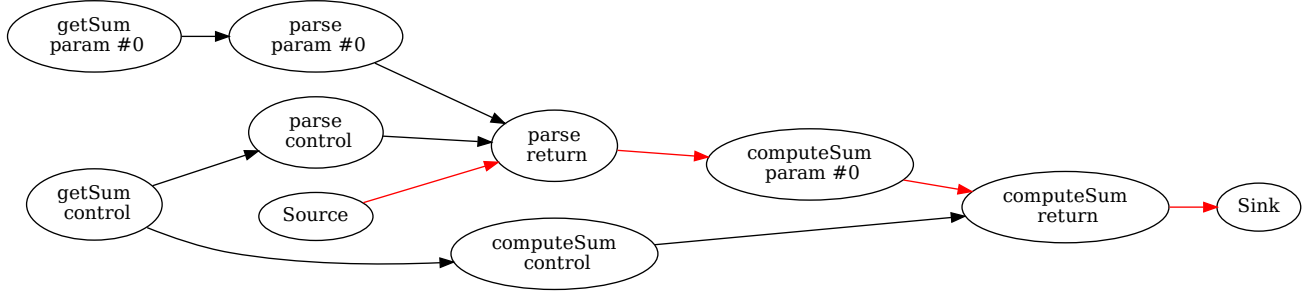 getSum
param #0
parse
param #0
parse
control
parse
return
computeSum
param #0
getSum
control
Source
computeSum
return
Sink
computeSum
control